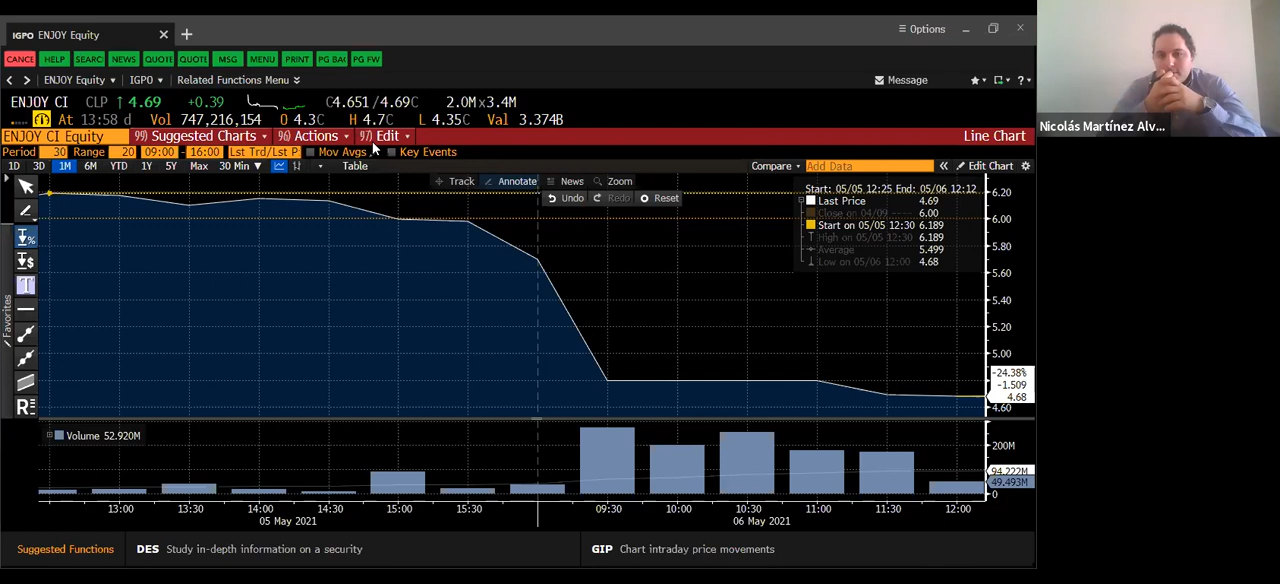 IGPO ENJOY Equity
Options
CANCE HELP SEARC NEWS QUOTE QUOTE MSG MENU PRINT PG BAC PG FW
ENJOY Equity IGPO Related Functions Menu Message
ENJOY CI CLP 4.69 +0.39 C4.651/4.69C 2.0Mx3.4M
At 13:58 d Vol 747,216,154 O 4.3C H 4.7C L 4.35C Val 3.374B
ENJOY CI Equity 99) Suggested Charts 96) Actions 97) Edit Line Chart
Period 30 Range 20 09:00 - 16:00 Lst Trd/Lst P Mov Avgs Key Events
1D 3D 1M 6M YTD 1Y 5Y Max 30 Min Table Compare Add Data Edit Chart
Track Annotate News Zoom
Undo Redo Reset
Start: 05/05 12:25 End: 05/06 12:12
Last Price 4.69
Close on 04/09 ---- 6.00
Start on 05/05 12:30 6.189
High on 05/05 12:30 6.189
Average 5.499
Low on 05/06 12:00 4.68
6.20
6.00
5.80
5.60
5.40
5.20
5.00
-24.38%
-1.509
4.68
4.60
Favorites
Volume 52.920M
200M
94.222M
49.493M
0
13:00 13:30 14:00 14:30 15:00 15:30 09:30 10:00 10:30 11:00 11:30 12:00
05 May 2021 06 May 2021
Suggested Functions DES Study in-depth information on a security GIP Chart intraday price movements
Nicolás Martínez Alv...